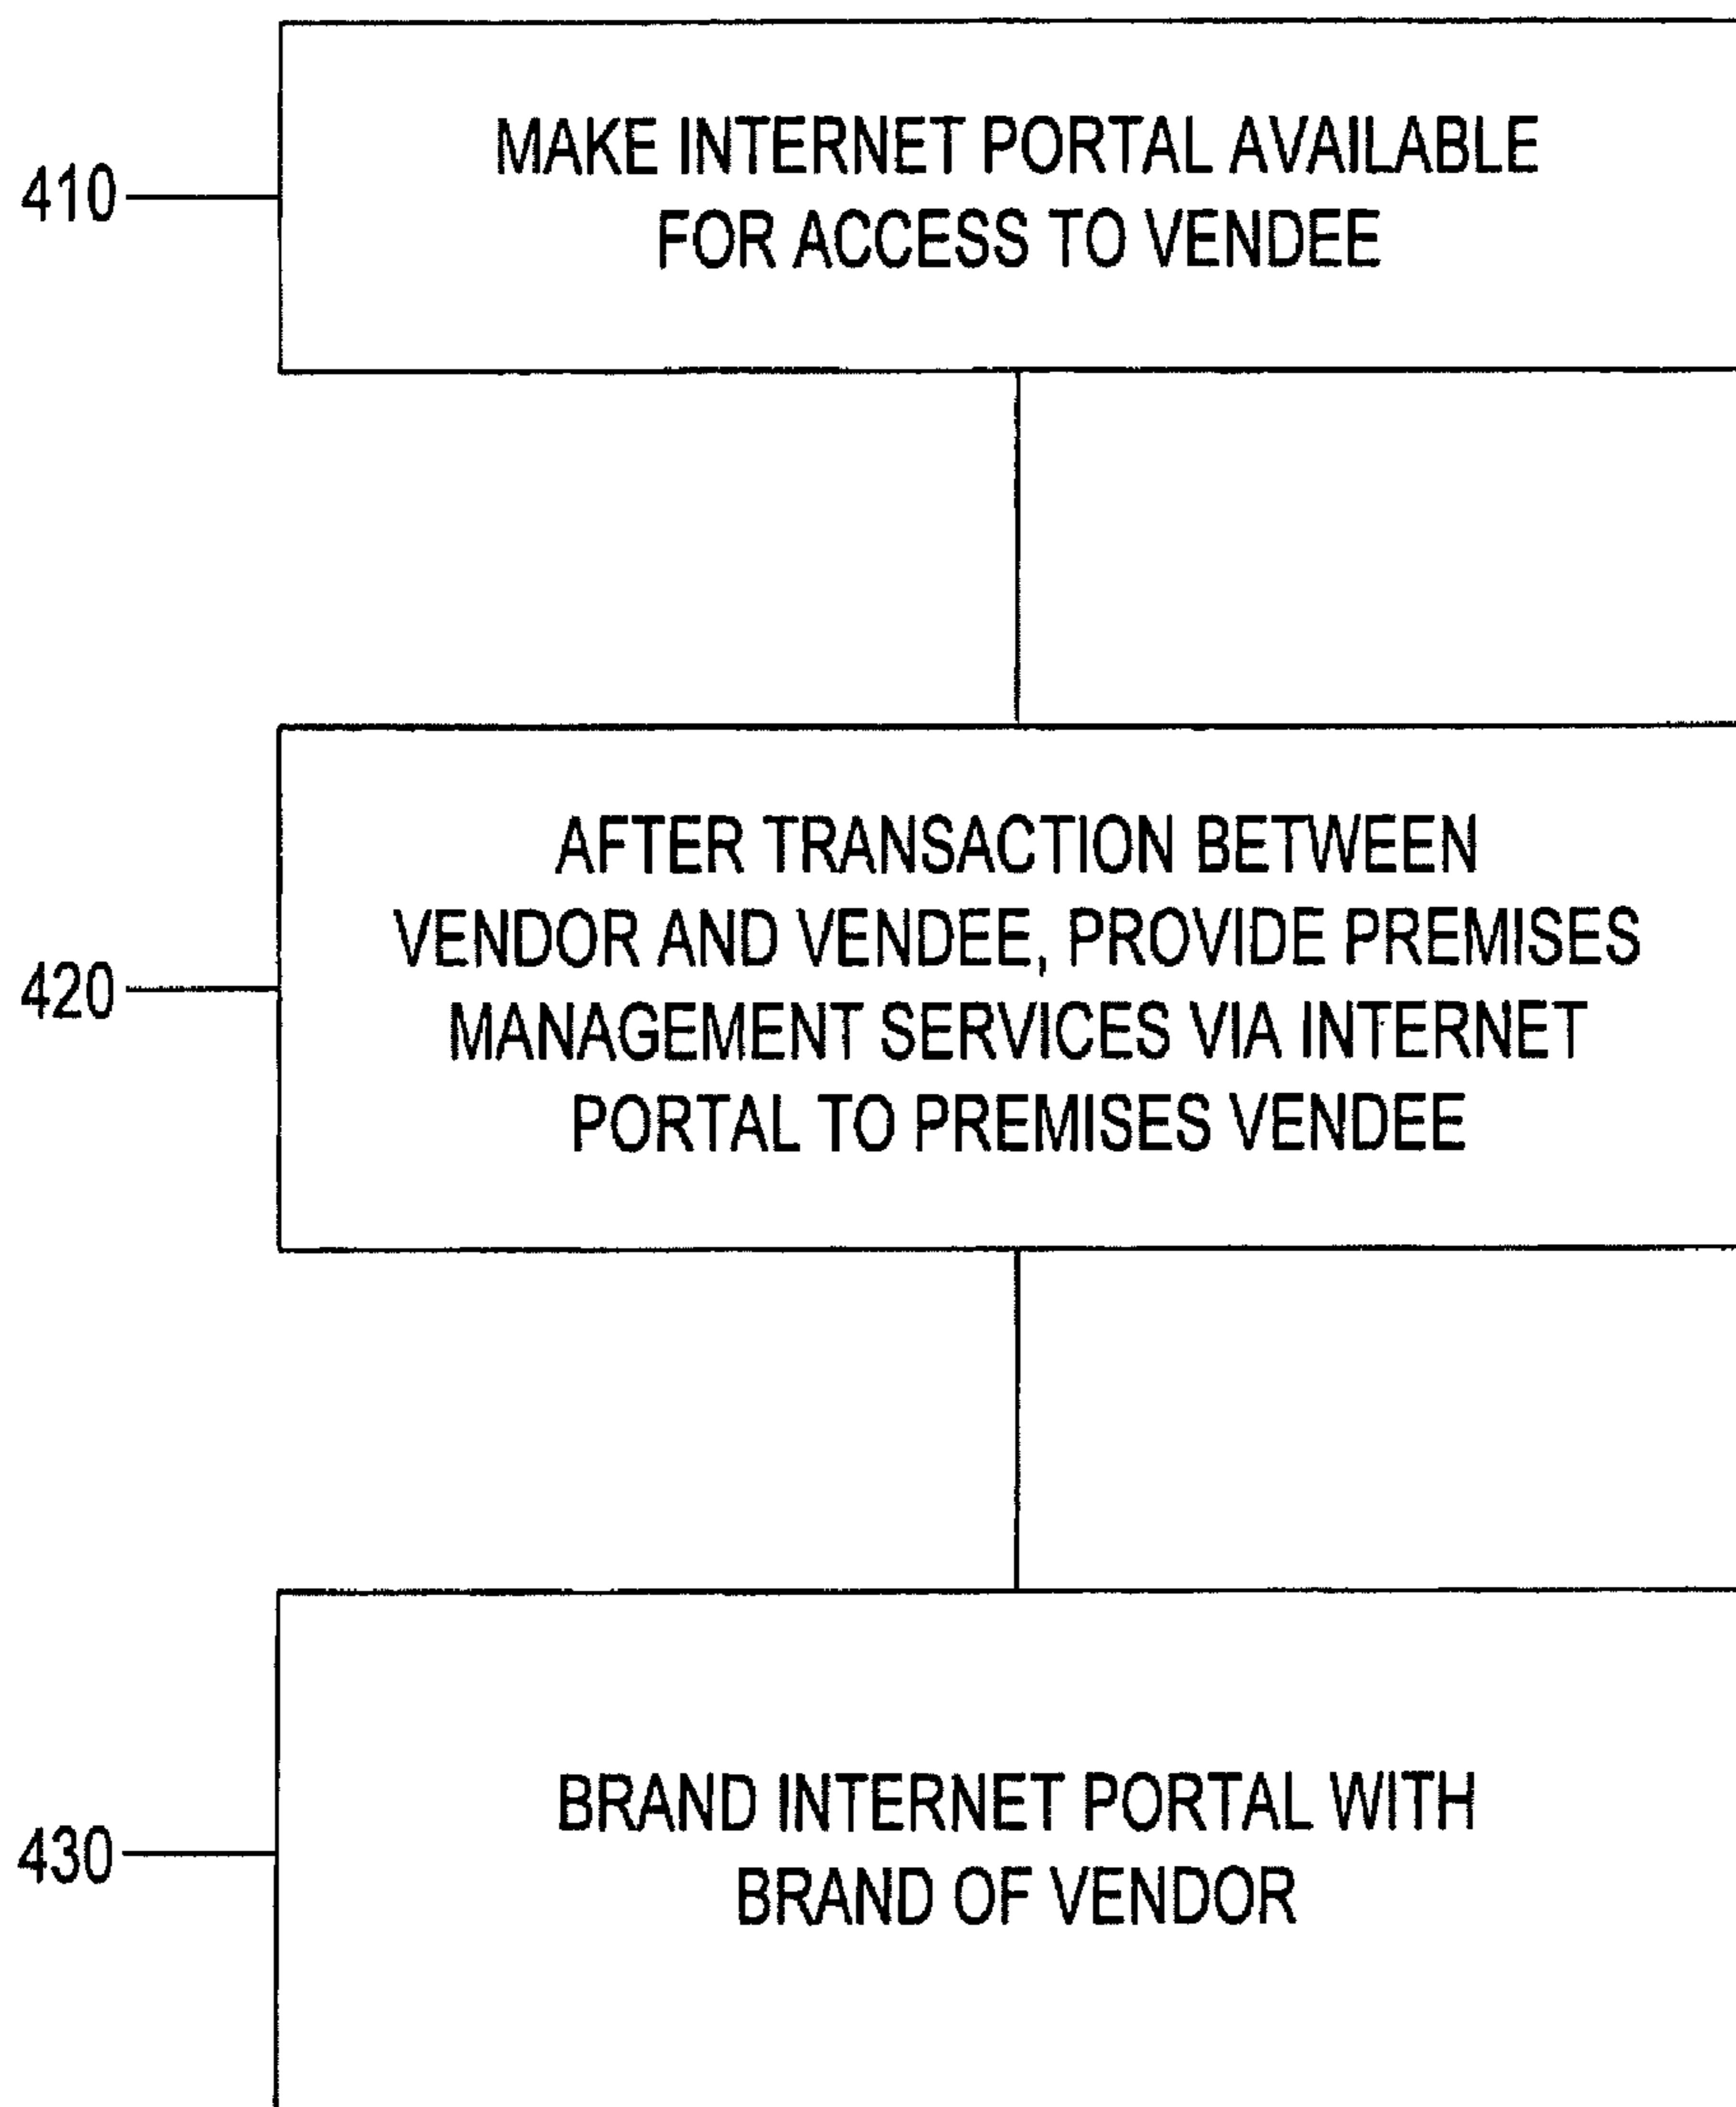 410
MAKE INTERNET PORTAL AVAILABLE
FOR ACCESS TO VENDEE
420
AFTER TRANSACTION BETWEEN
VENDOR AND VENDEE, PROVIDE PREMISES
MANAGEMENT SERVICES VIA INTERNET
PORTAL TO PREMISES VENDEE
430
BRAND INTERNET PORTAL WITH
BRAND OF VENDOR